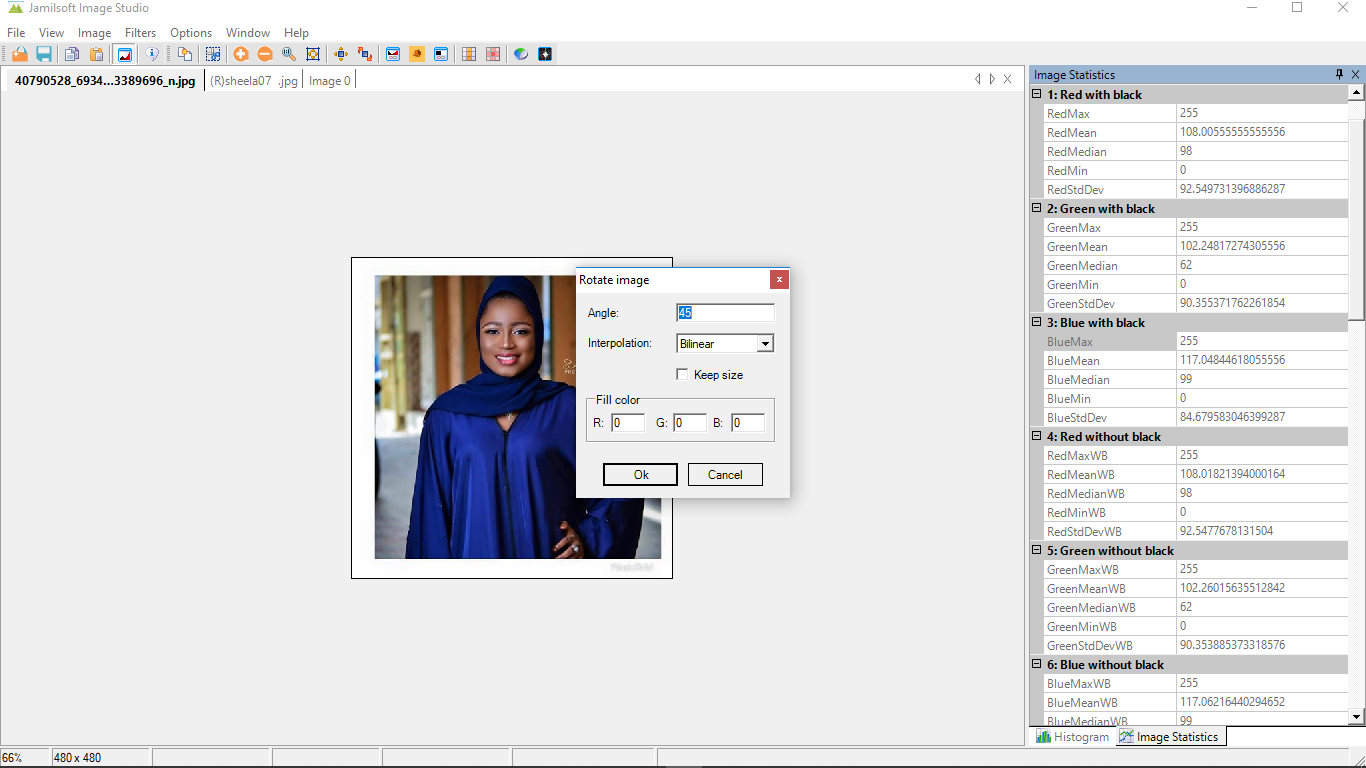 Jamilsoft Image Studio
File View Image Filters Options Window Help
40790528_6934...3389696_n.jpg (R)sheela07 .jpg Image 0
Rotate image
Angle: 45
Interpolation: Bilinear
Keep size
Fill color
R: 0 G: 0 B: 0
Ok Cancel
Image Statistics
1: Red with black
RedMax 255
RedMean 108.00555555555556
RedMedian 98
RedMin 0
RedStdDev 92.549731396886287
2: Green with black
GreenMax 255
GreenMean 102.24817274305556
GreenMedian 62
GreenMin 0
GreenStdDev 90.355371762261854
3: Blue with black
BlueMax 255
BlueMean 117.04844618055556
BlueMedian 99
BlueMin 0
BlueStdDev 84.679583046399287
4: Red without black
RedMaxWB 255
RedMeanWB 108.01821394000164
RedMedianWB 98
RedMinWB 0
RedStdDevWB 92.5477678131504
5: Green without black
GreenMaxWB 255
GreenMeanWB 102.26015635512842
GreenMedianWB 62
GreenMinWB 0
GreenStdDevWB 90.353885373318576
6: Blue without black
BlueMaxWB 255
BlueMeanWB 117.06216440294652
BlueMedianWB 99
Histogram Image Statistics
66% 480 x 480